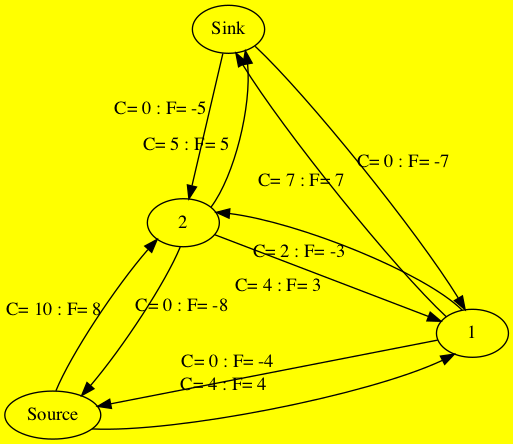 Sink
C= 0 : F= -5
C= 5 : F= 5
C= 0 : F= -7
C= 7 : F= 7
2
C= 2 : F= -3
C= 4 : F= 3
C= 10 : F= 8
C= 0 : F= -8
1
C= 0 : F= -4
C= 4 : F= 4
Source